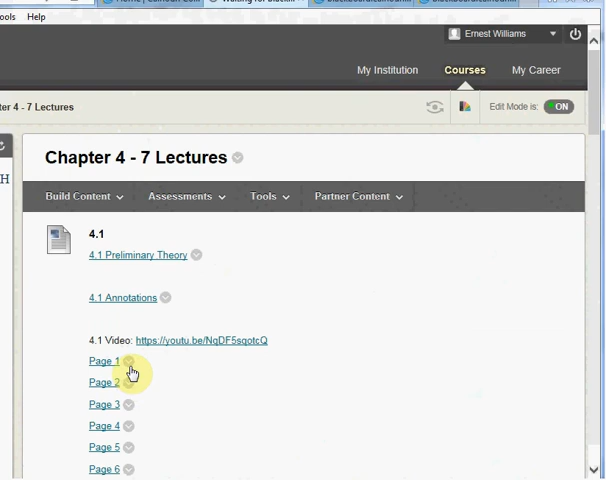 ools Help
Ernest Williams
My Institution Courses My Career
ter 4 - 7 Lectures
Edit Mode is: ON
H
Chapter 4 - 7 Lectures
Build Content Assessments Tools Partner Content
4.1
4.1 Preliminary Theory
4.1 Annotations
4.1 Video: https://youtu.be/NqDF5sqotcQ
Page 1
Page 2
Page 3
Page 4
Page 5
Page 6